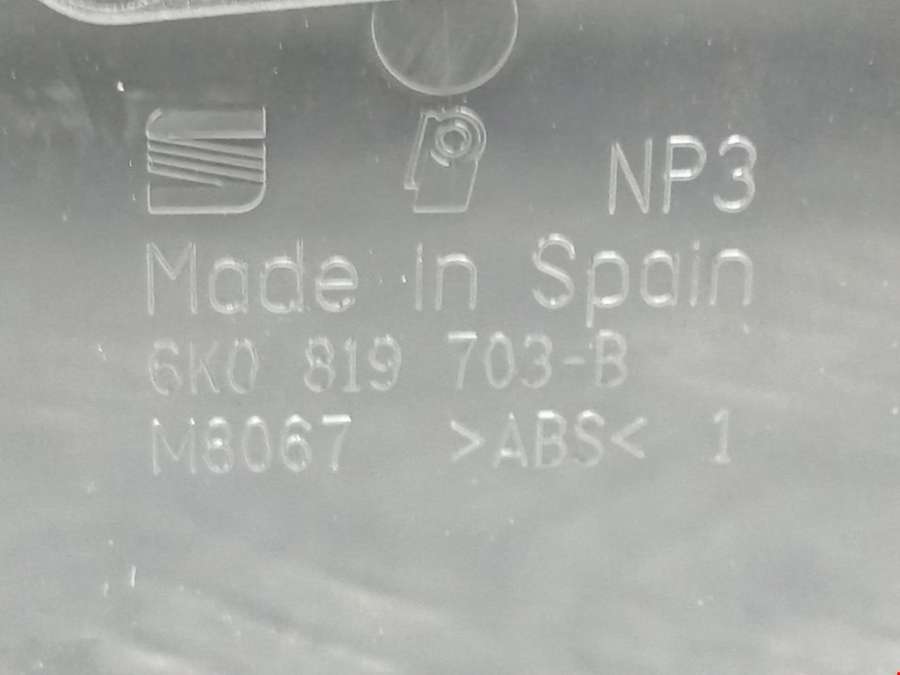 NP3
Made in Spain
6K0 819 703-B
M8067 >ABS< 1